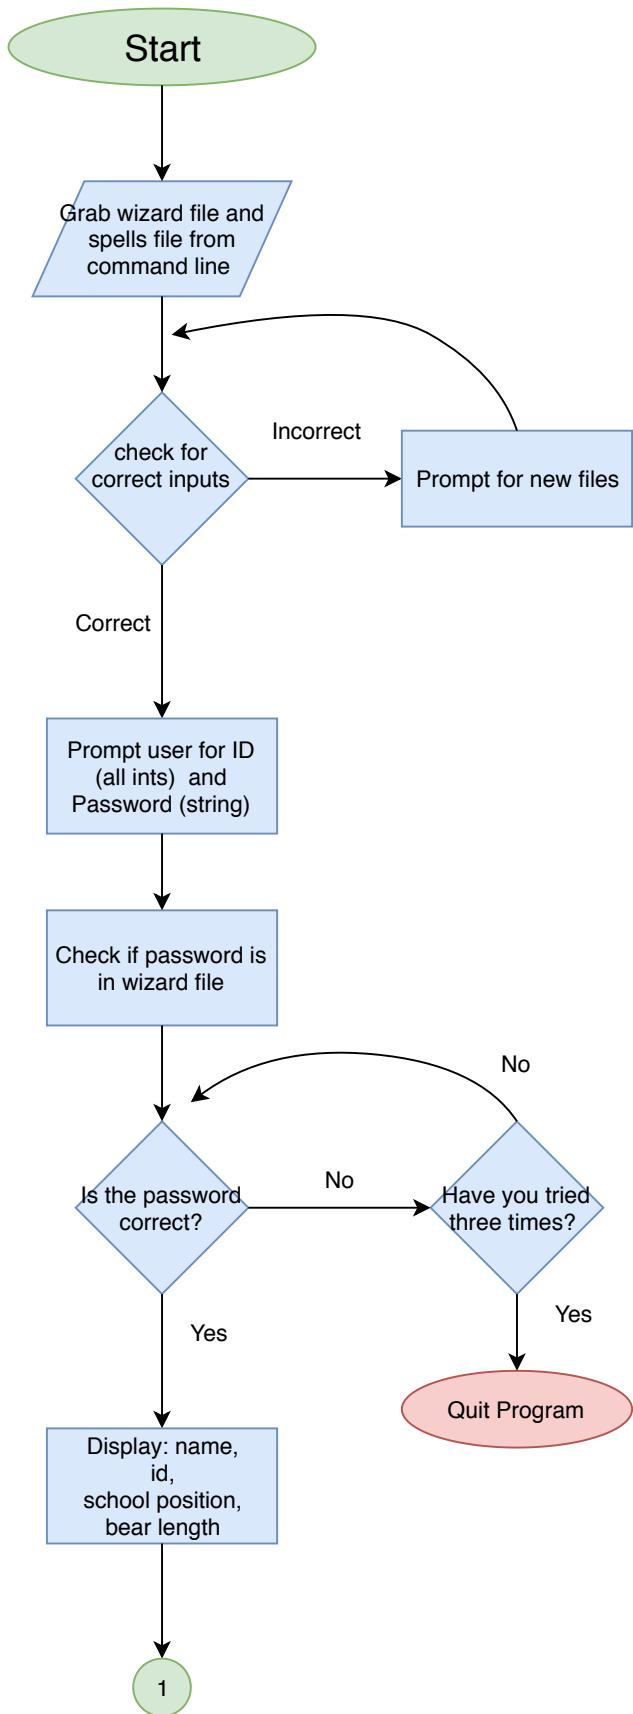 Start
Grab wizard file and
spells file from
command line
Incorrect
check for
correct inputs
Prompt for new files
Correct
Prompt user for ID
(all ints)  and
Password (string)
Check if password is
in wizard file
No
Is the password
correct?
No
Have you tried
three times?
Yes
Yes
Quit Program
Display: name,
id,
school position,
bear length
1